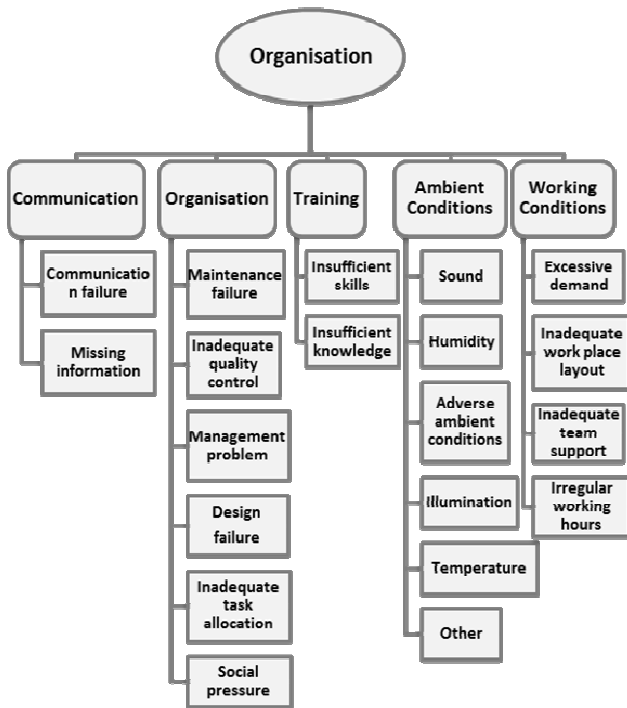 Organisation
Communication
Communicatio
n failure
Missing
information
Organisation
Maintenance
failure
Inadequate
quality
control
Management
problem
Design
failure
Inadequate
task
allocation
Social
pressure
Training
Insufficient
skills
Insufficient
knowledge
Ambient
Conditions
Sound
Humidity
Adverse
ambient
conditions
Illumination
Temperature
Other
Working
Conditions
Excessive
demand
Inadequate
work place
layout
Inadequate
team
support
Irregular
working
hours